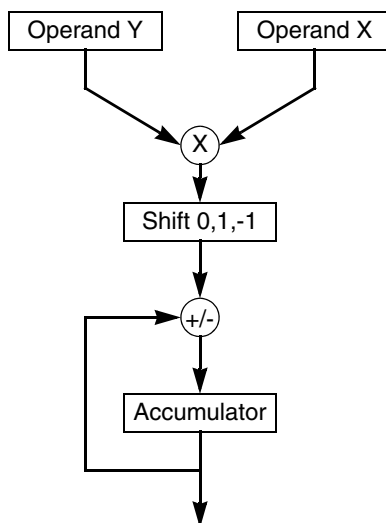 Operand Y
Operand X
X
Shift 0,1,-1
+/-
Accumulator